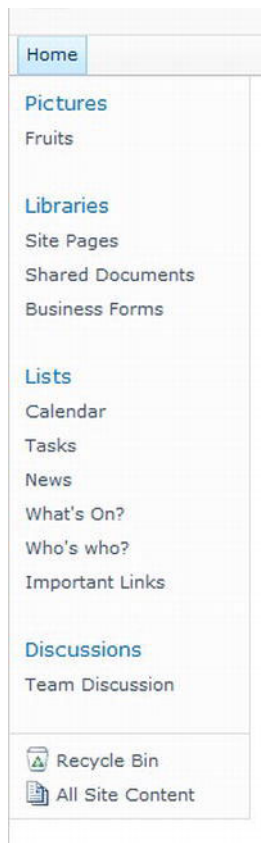 Home
Pictures
Fruits
Libraries
Site Pages
Shared Documents
Business Forms
Lists
Calendar
Tasks
News
What's On?
Who's who?
Important Links
Discussions
Team Discussion
Recycle Bin
All Site Content